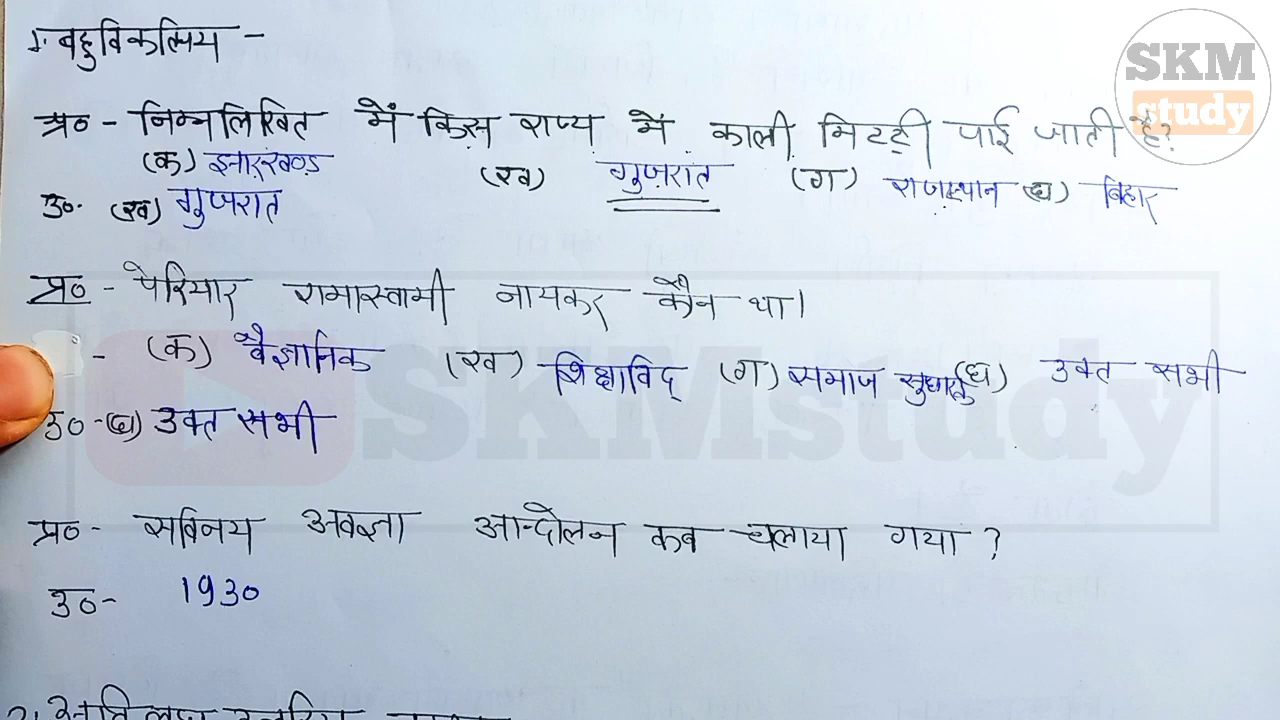 1. बहुविकल्पिय -
SKM
study
प्र० - निम्नलिखित में किस राज्य में काली मिटटी पाई जाती है?
(क) झारखण्ड (ख) गुजरात (ग) राजस्थान (घ) बिहार
उ०- (ख) गुजरात
प्र० - पेरियार रामास्वामी नायकर कौन था।
- (क) वैज्ञानिक (ख) शिक्षाविद् (ग) समाज (घ) उक्त सभी
उ० - (घ) उक्त सभी
SKMstudy
प्र० - सविनय अवज्ञा आन्दोलन कब चलाया गया ?
उ० - 1930